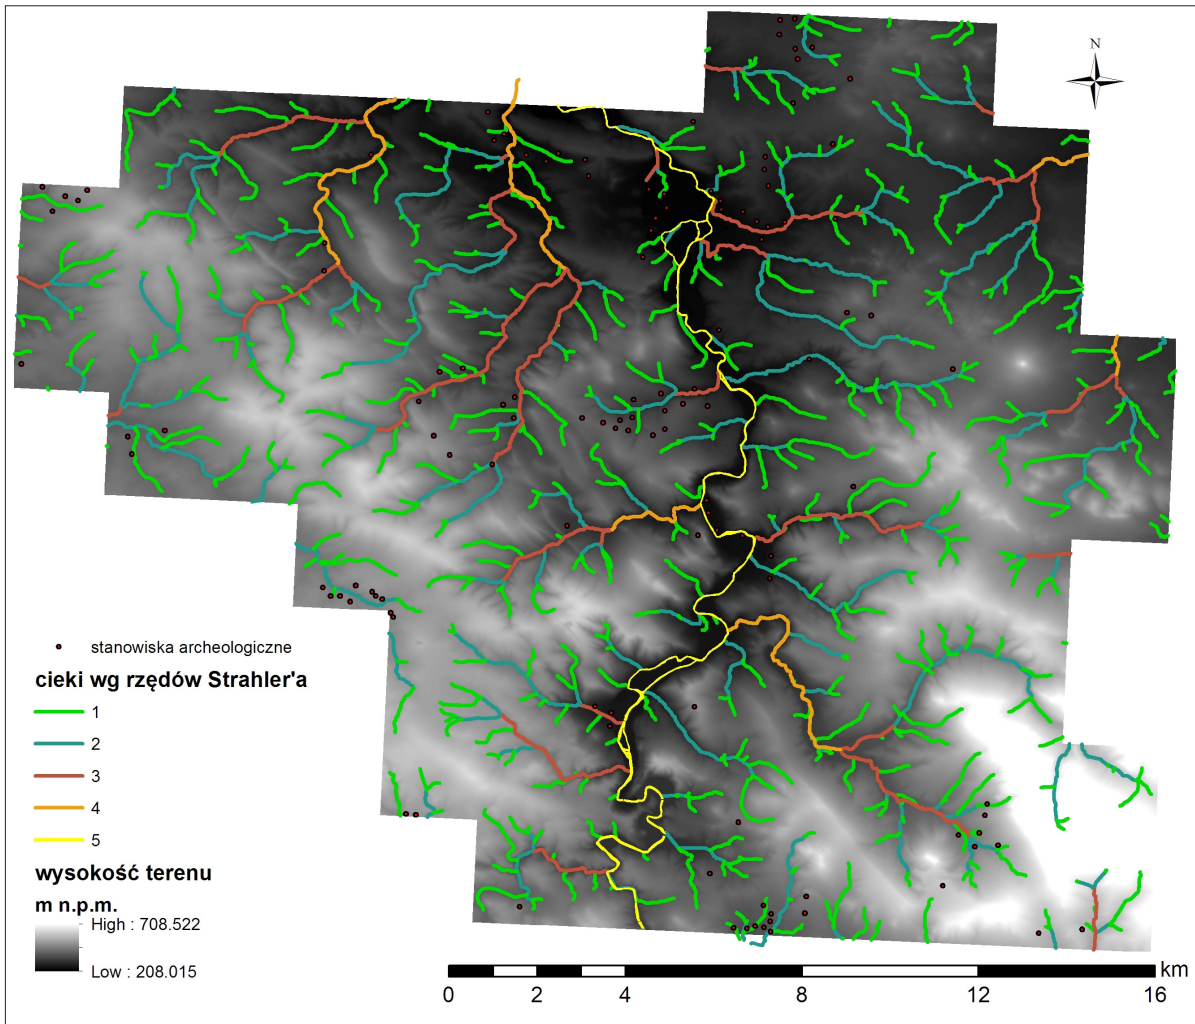 N
stanowiska archeologiczne
cieki wg rzędów Strahler'a
1
2
3
4
5
wysokość terenu
m n.p.m.
High : 708.522
Low : 208.015
km
0 2 4 8 12 16